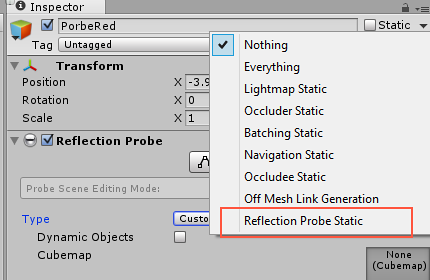 Inspector
PorbeRed
Static
Tag
Untagged
Transform
Position
X
-3.9
Rotation
X
0
Scale
X
1
Reflection Probe
Probe Scene Editing Mode:
Type
Custo
Dynamic Objects
Cubemap
Nothing
Everything
Lightmap Static
Occluder Static
Batching Static
Navigation Static
Occludee Static
Off Mesh Link Generation
Reflection Probe Static
None
(Cubemap)